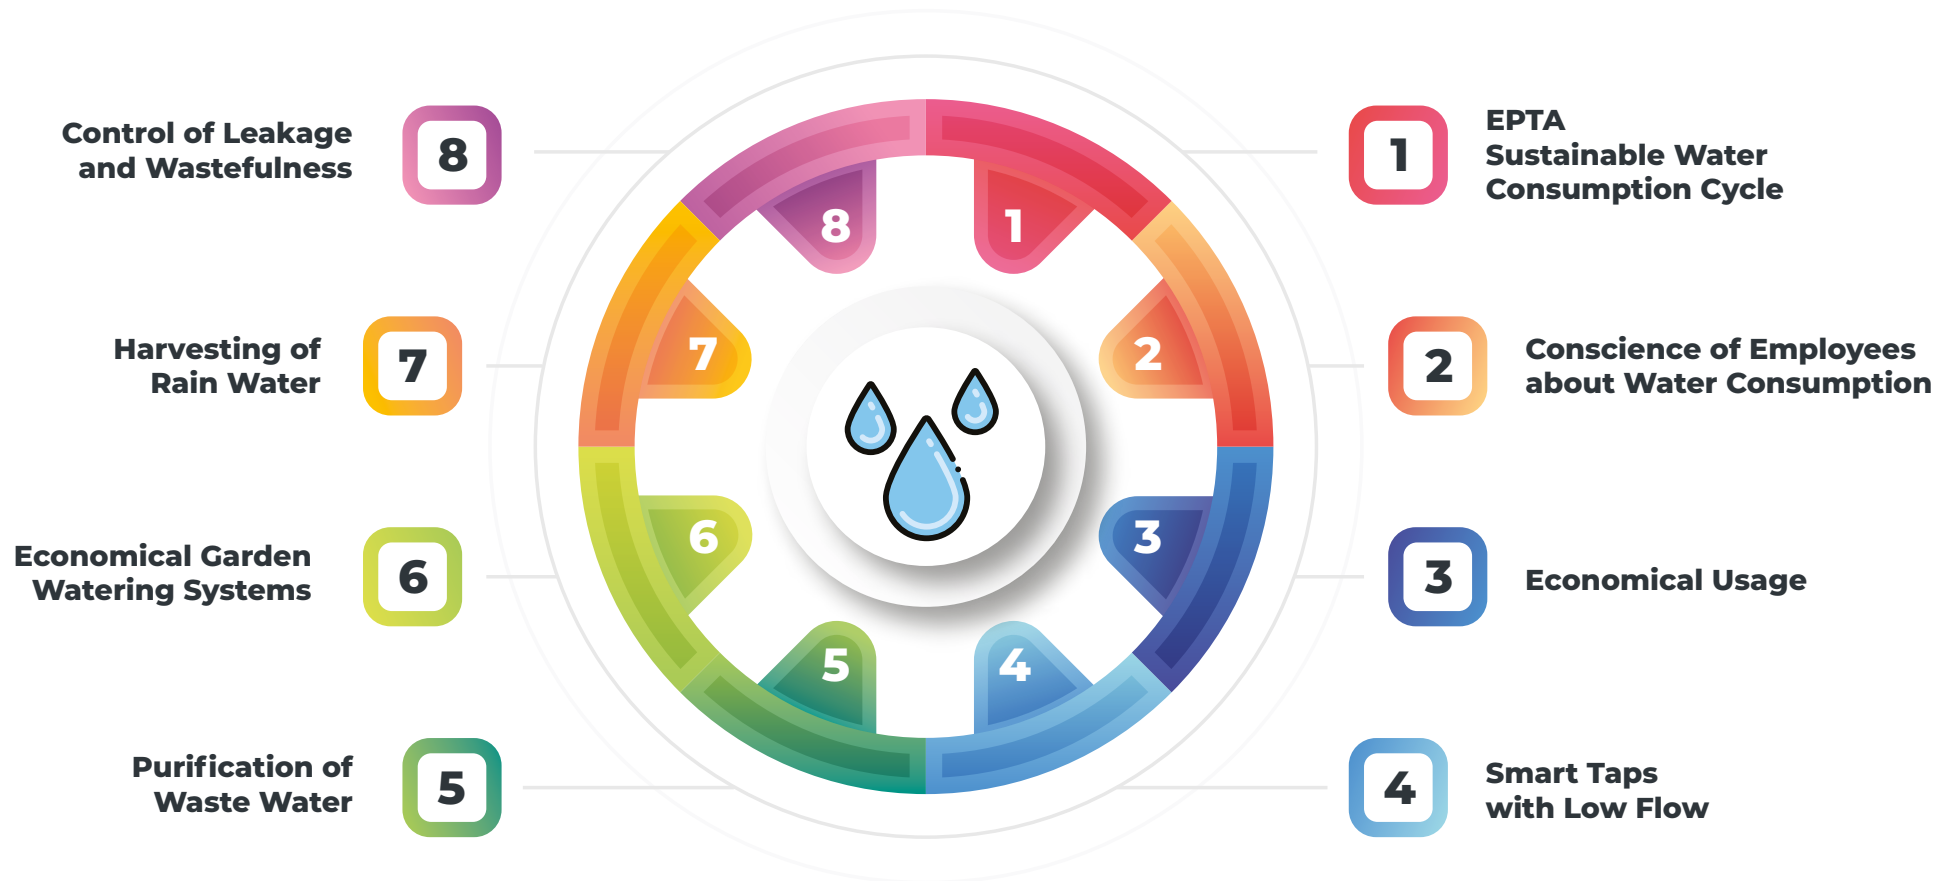 1
EPTA
Sustainable Water
Consumption Cycle
2
Conscience of Employees
about Water Consumption
3
Economical Usage
4
Smart Taps
with Low Flow
5
Purification of
Waste Water
6
Economical Garden
Watering Systems
7
Harvesting of
Rain Water
8
Control of Leakage
and Wastefulness
1
2
3
4
5
6
7
8